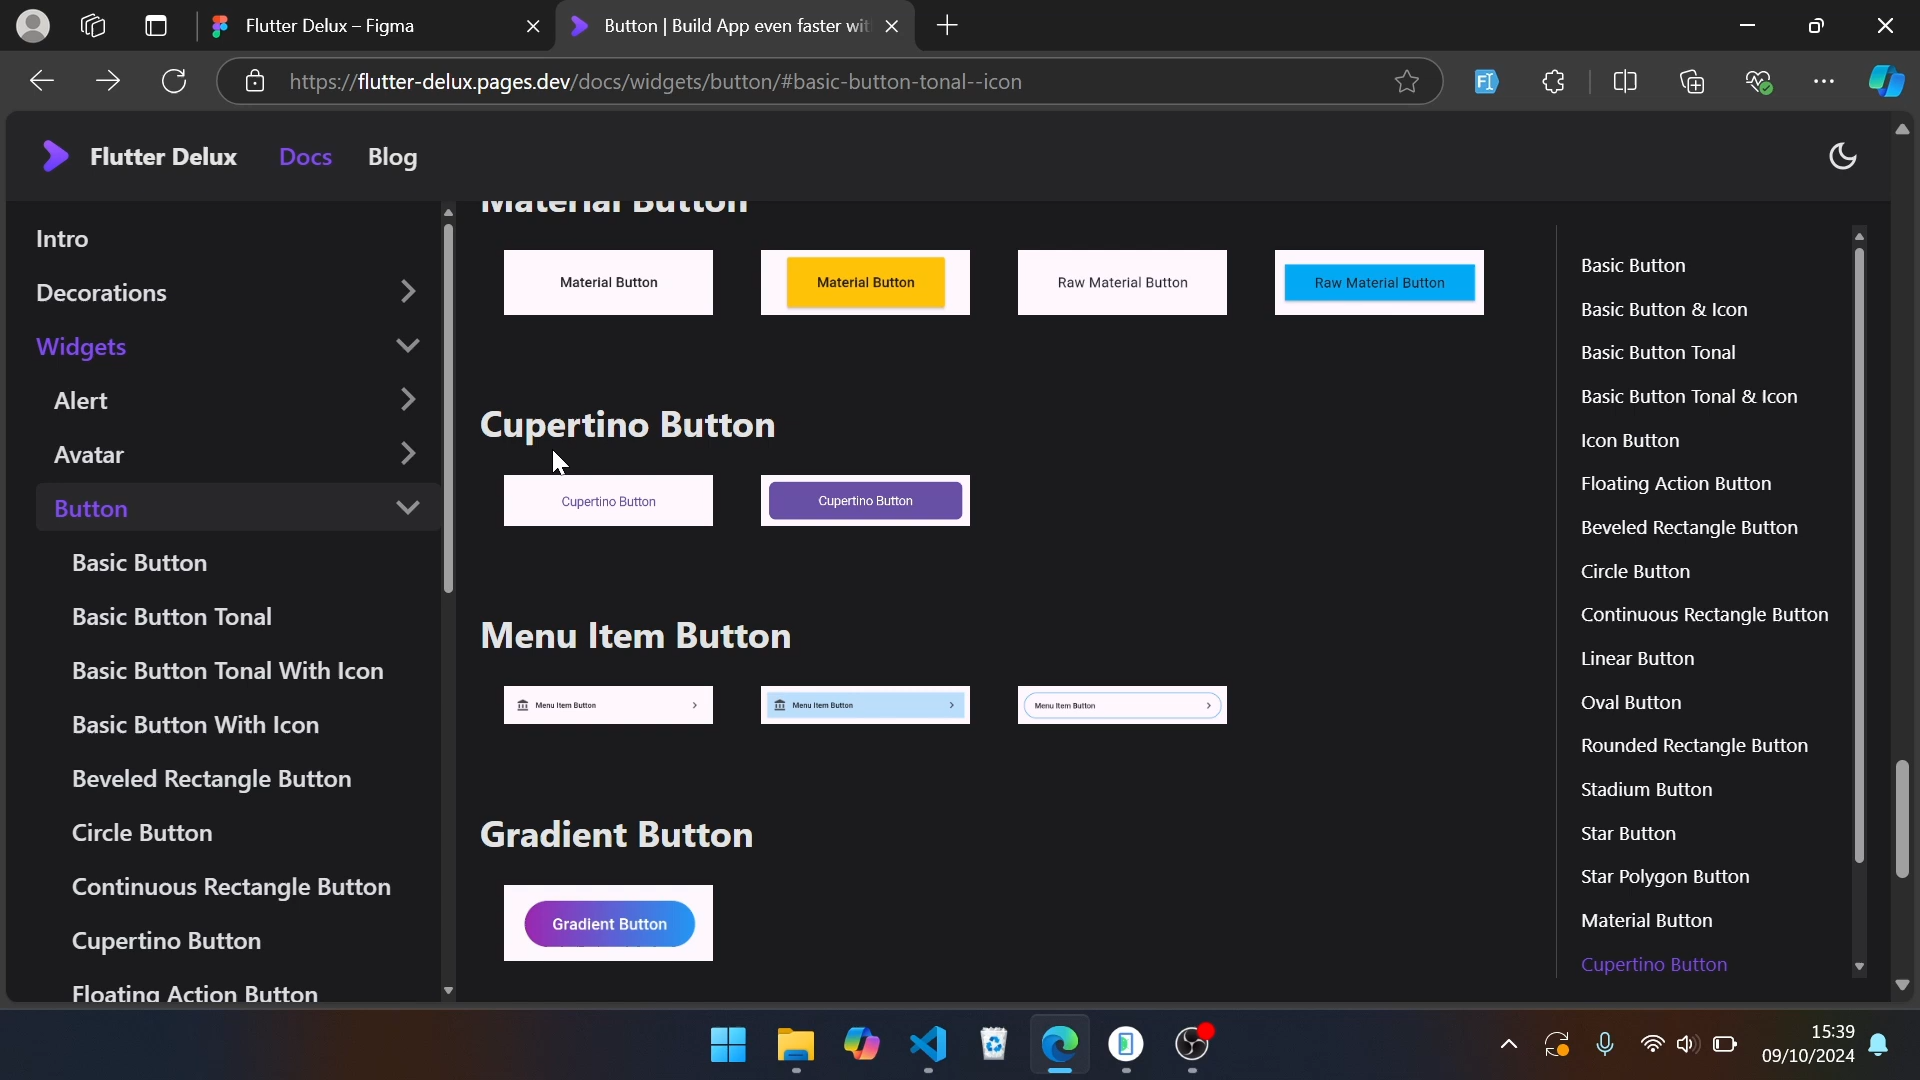 Flutter Delux – Figma
Button | Build App even faster wit
https://flutter-delux.pages.dev/docs/widgets/button/#basic-button-tonal--icon
Flutter Delux
Docs
Blog
Intro
Decorations
Widgets
Alert
Avatar
Button
Basic Button
Basic Button Tonal
Basic Button Tonal With Icon
Basic Button With Icon
Beveled Rectangle Button
Circle Button
Continuous Rectangle Button
Cupertino Button
Floating Action Button
Material Button
Material Button
Material Button
Raw Material Button
Raw Material Button
Cupertino Button
Cupertino Button
Cupertino Button
Menu Item Button
Menu Item Button
Menu Item Button
Menu Item Button
Gradient Button
Gradient Button
Basic Button
Basic Button & Icon
Basic Button Tonal
Basic Button Tonal & Icon
Icon Button
Floating Action Button
Beveled Rectangle Button
Circle Button
Continuous Rectangle Button
Linear Button
Oval Button
Rounded Rectangle Button
Stadium Button
Star Button
Star Polygon Button
Material Button
Cupertino Button
15:39
09/10/2024